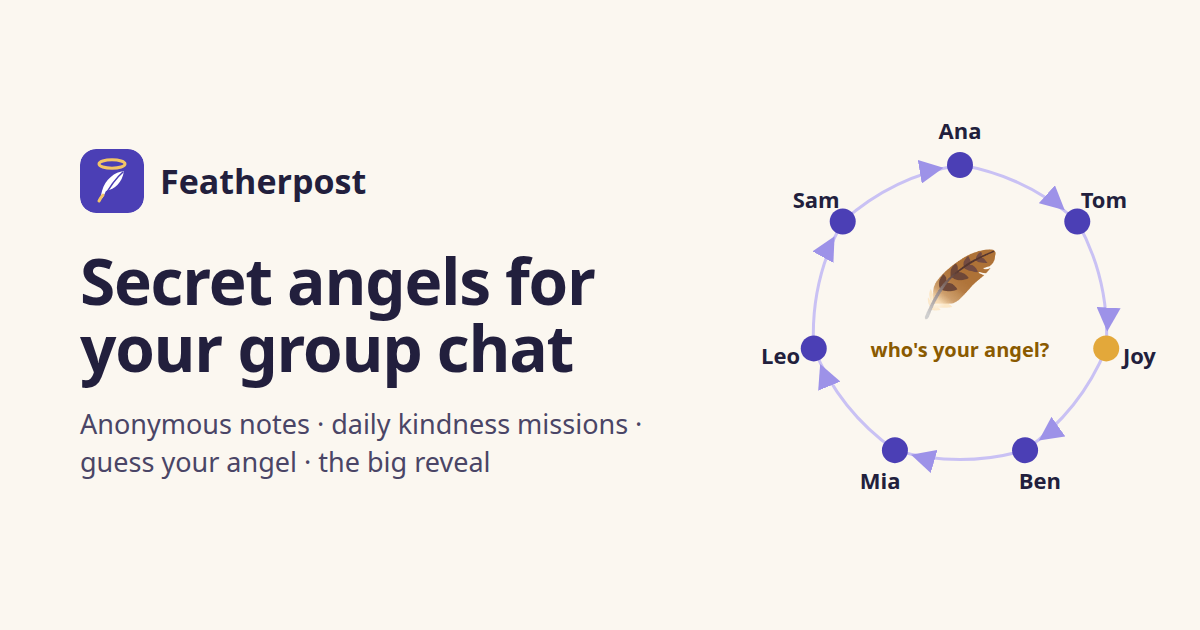 Featherpost
Secret angels for
your group chat
Anonymous notes · daily kindness missions ·
guess your angel · the big reveal
Ana
Sam
Tom
Leo
who's your angel?
Joy
Mia
Ben